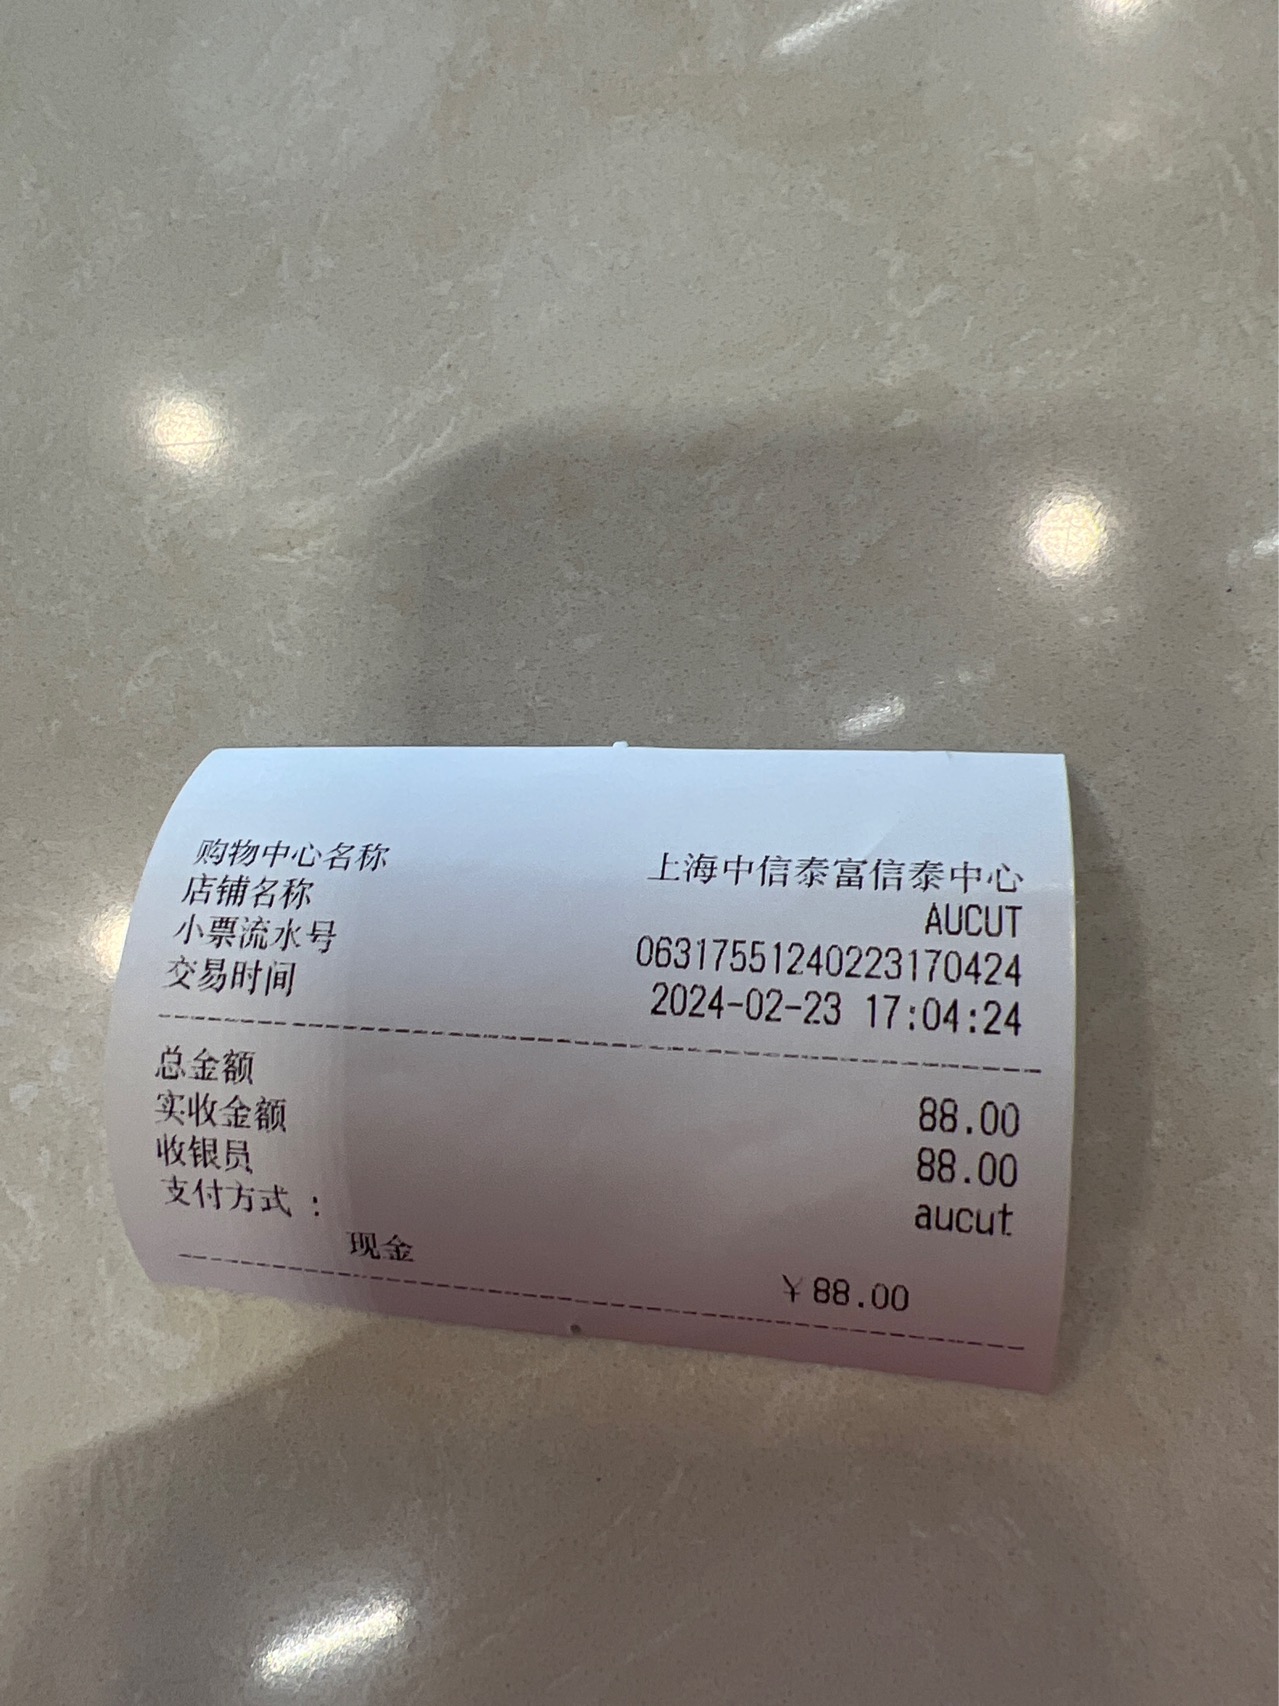 购物中心名称 上海中信泰富信泰中心
店铺名称 AUCUT
小票流水号 06317551240223170424
交易时间 2024-02-23 17:04:24
总金额 88.00
实收金额 88.00
收银员 aucut
支付方式 :
现金 ¥88.00